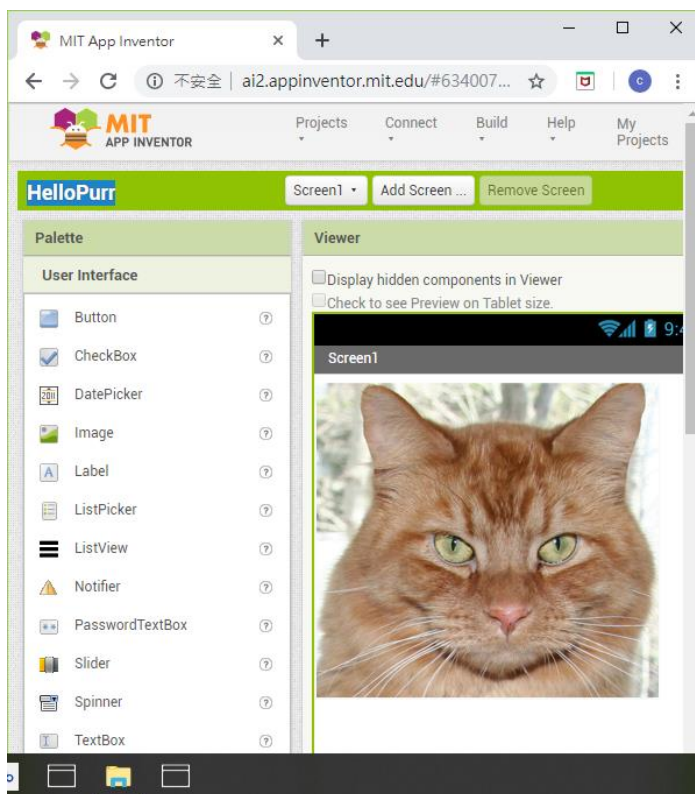 MIT App Inventor
不安全 ai2.appinventor.mit.edu/#634007...
MIT
APP INVENTOR
Projects Connect Build Help My Projects
HelloPurr Screen1 Add Screen ... Remove Screen
Palette
User Interface
Button
CheckBox
DatePicker
Image
Label
ListPicker
ListView
Notifier
PasswordTextBox
Slider
Spinner
TextBox
Viewer
Display hidden components in Viewer
Check to see Preview on Tablet size.
Screen1